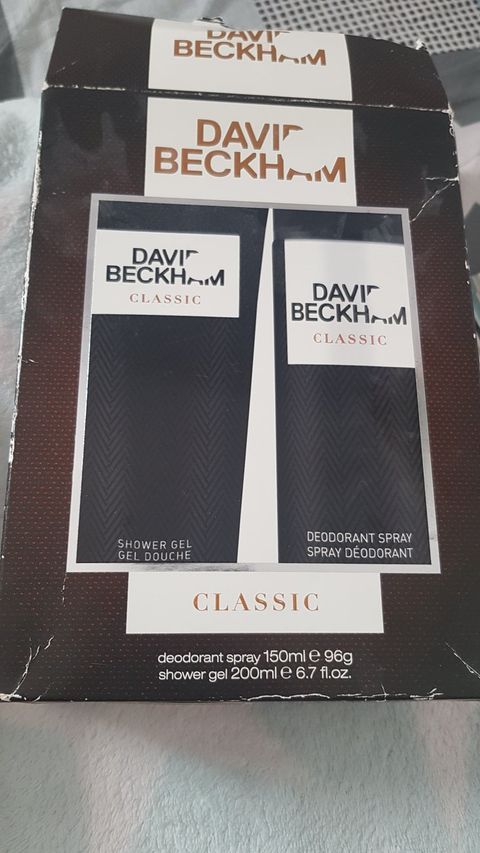 DAVID
BECKHAM
DAVID
BECKHAM
DAVID
BECKHAM
CLASSIC
SHOWER GEL
GEL DOUCHE
DAVID
BECKHAM
CLASSIC
DEODORANT SPRAY
SPRAY DÉODORANT
CLASSIC
deodorant spray 150ml ℮ 96g
shower gel 200ml ℮ 6.7 fl.oz.